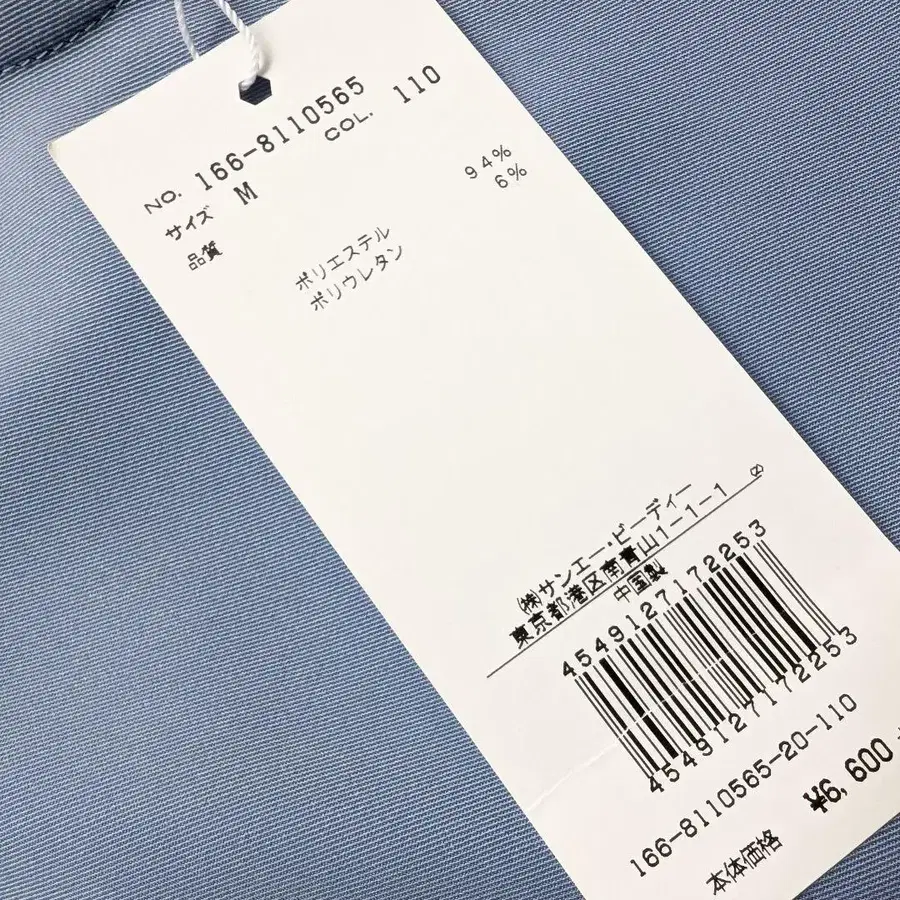 NO. 166-8110565
サイズ M COL. 110
品質
ポリエステル 94%
ポリウレタン 6%
㈱サンエー・ビーディー
東京都港区南青山1-1-1
中国製
4549127172253
4549127172253
166-8110565-20-110
本体価格 ¥6,600